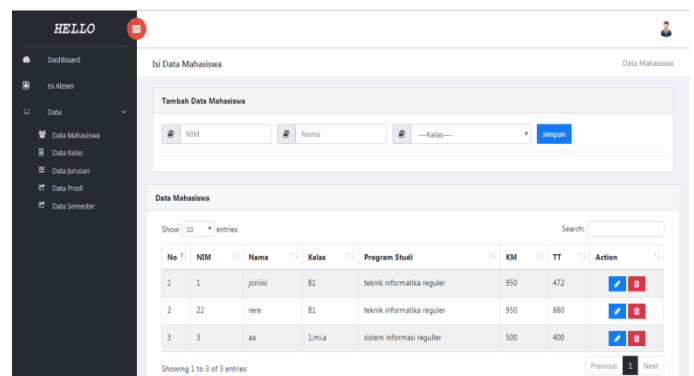 HELLO
Dashboard
Isi Absen
Data
Data Mahasiswa
Data Kelas
Data Jurusan
Data Prodi
Data Semester
Isi Data Mahasiswa
Data Mahasiswa
Tambah Data Mahasiswa
NIM Nama ---Kelas--- simpan
Data Mahasiswa
Show 10 entries Search:
No NIM Nama Kelas Program Studi KM TT Action
1 1 joniiiii B1 teknik informatika reguler 950 472
2 22 rere B1 teknik informatika reguler 950 880
3 3 aa 1.mi.a sistem informasi reguller 500 400
Showing 1 to 3 of 3 entries Previous 1 Next